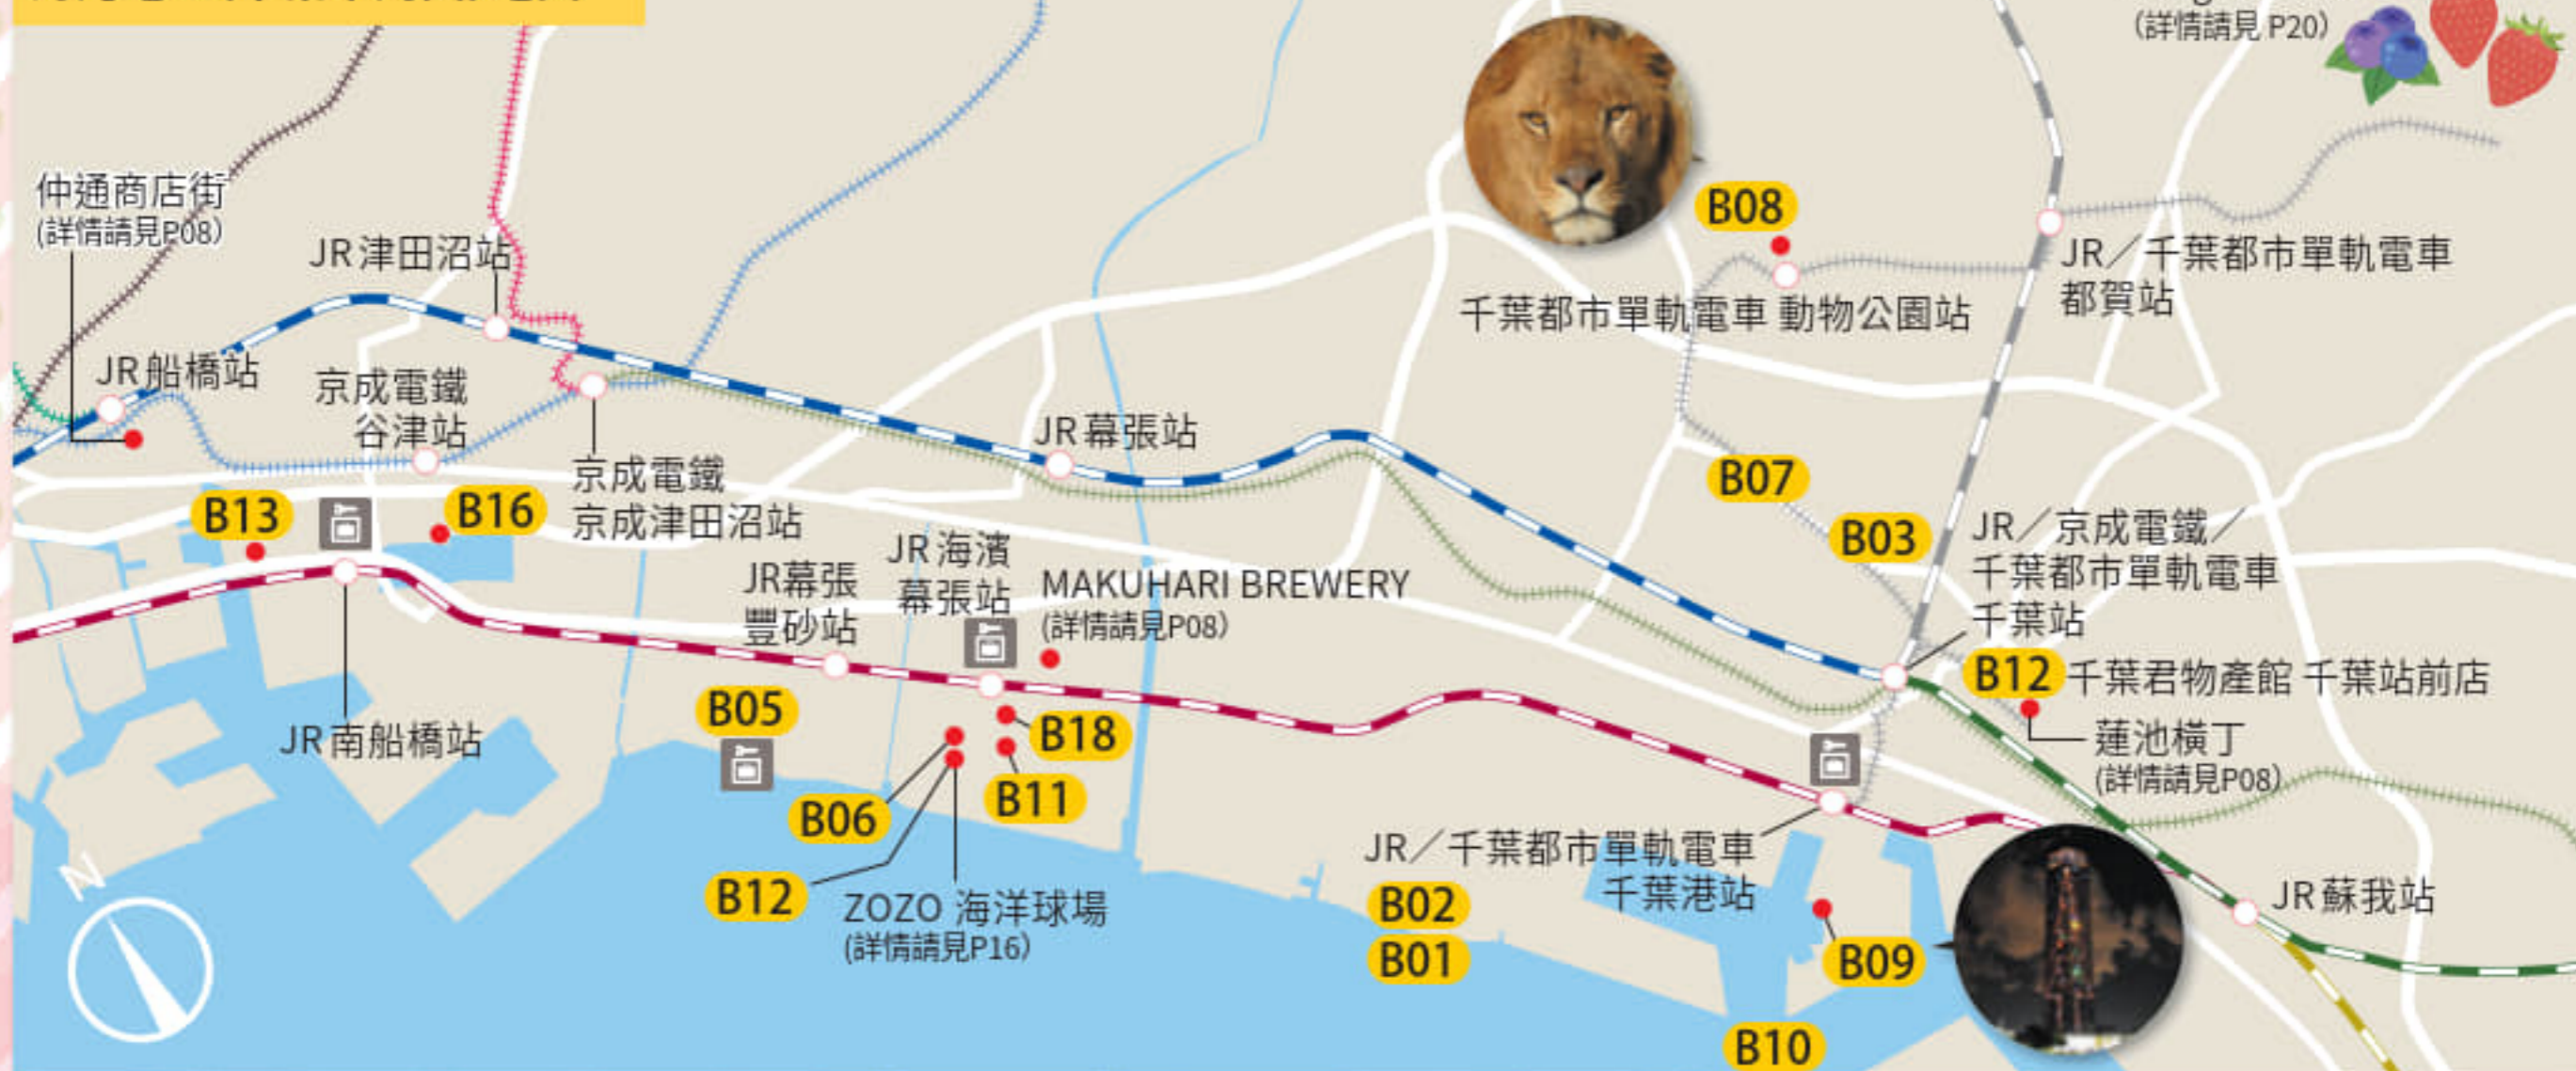 (詳情請見 P20)
仲通商店街
(詳情請見P08)
JR津田沼站
B08
JR／千葉都市單軌電車
都賀站
千葉都市單軌電車 動物公園站
JR船橋站
京成電鐵
谷津站
JR幕張站
京成電鐵
京成津田沼站
B07
B13
B16
B03
JR／京成電鐵／
千葉都市單軌電車
千葉站
JR幕張
豐砂站
JR海濱
幕張站
MAKUHARI BREWERY
(詳情請見P08)
B12 千葉君物產館 千葉站前店
蓮池橫丁
(詳情請見P08)
JR南船橋站
B05
B18
B11
B06
B12
ZOZO 海洋球場
(詳情請見P16)
JR／千葉都市單軌電車
千葉港站
B02
B01
B09
B10
JR蘇我站
N